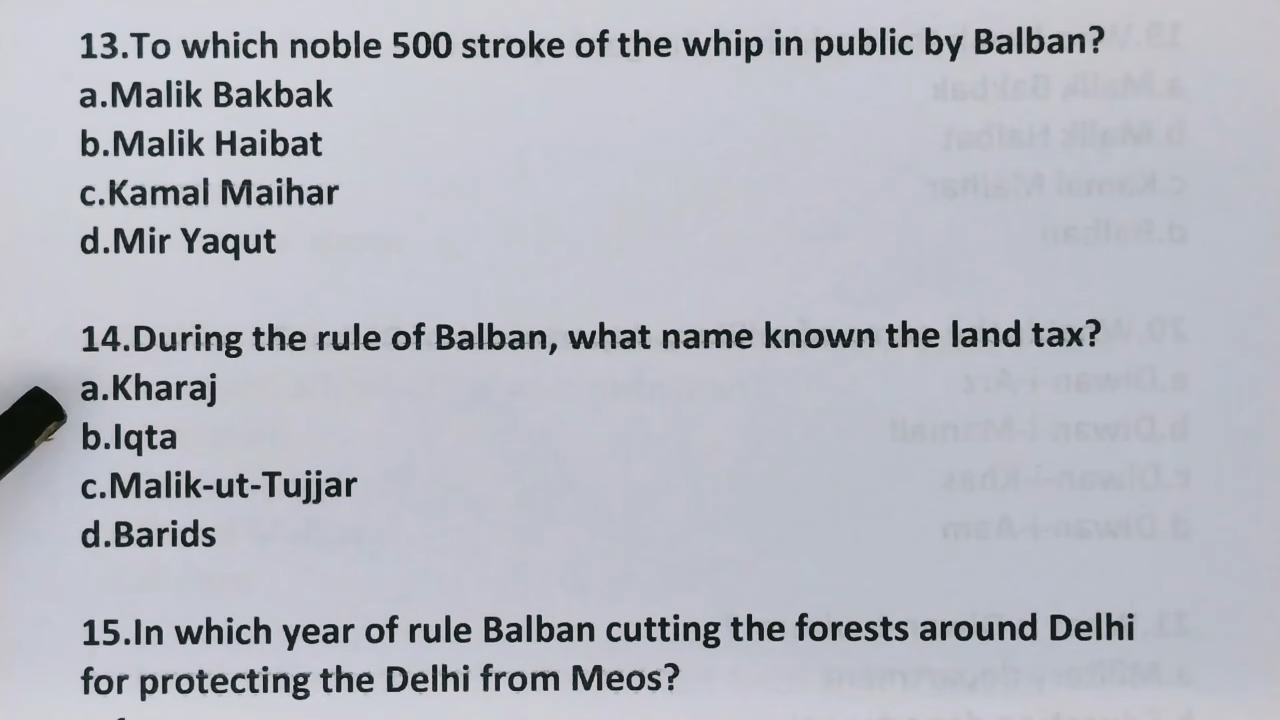 13.To which noble 500 stroke of the whip in public by Balban?
a.Malik Bakbak
b.Malik Haibat
c.Kamal Maihar
d.Mir Yaqut
14.During the rule of Balban, what name known the land tax?
a.Kharaj
b.Iqta
c.Malik-ut-Tujjar
d.Barids
15.In which year of rule Balban cutting the forests around Delhi
for protecting the Delhi from Meos?